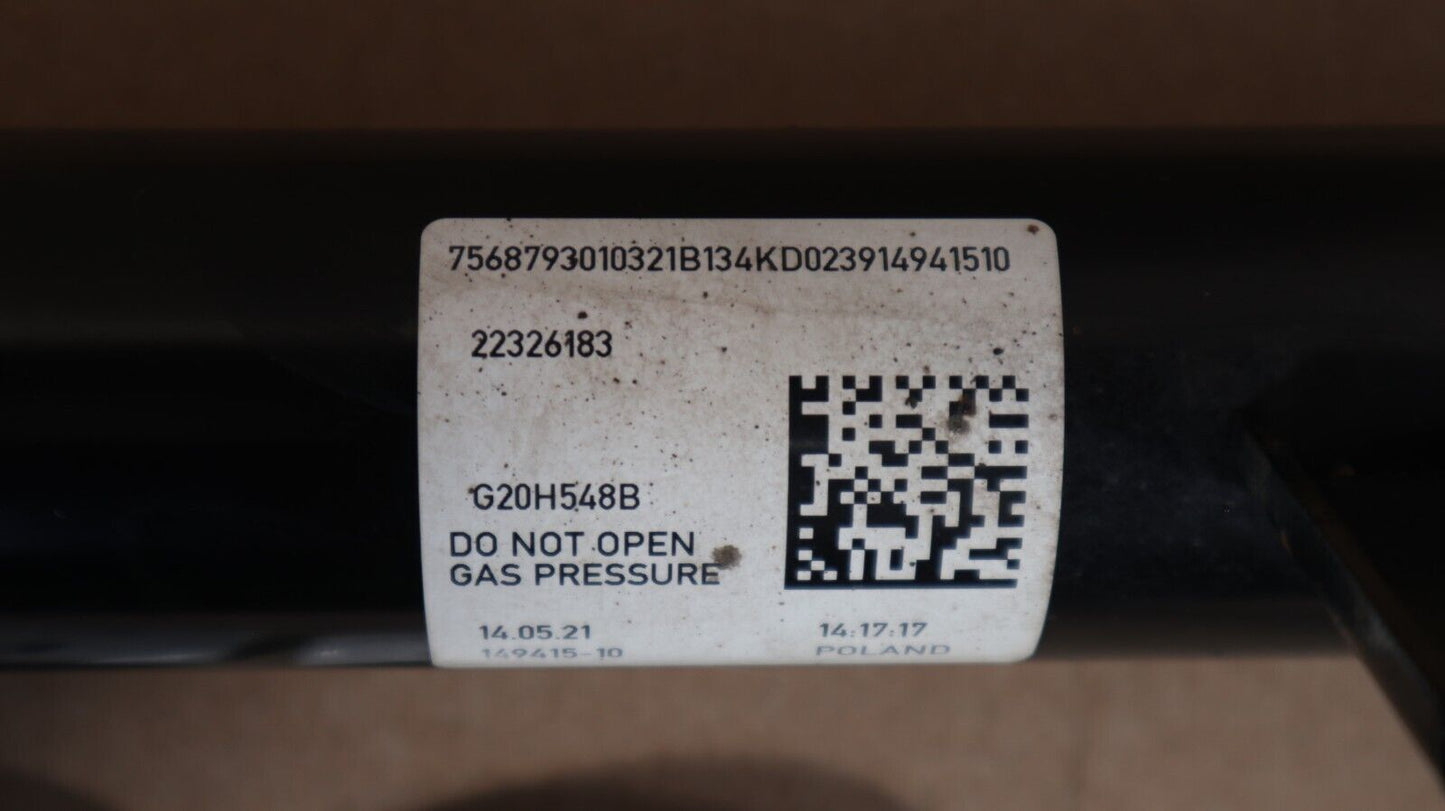 7568793010321B134KD023914941510
22326183
G20H548B
DO NOT OPEN
GAS PRESSURE
14.05.21 14:17:17
149415-10 POLAND